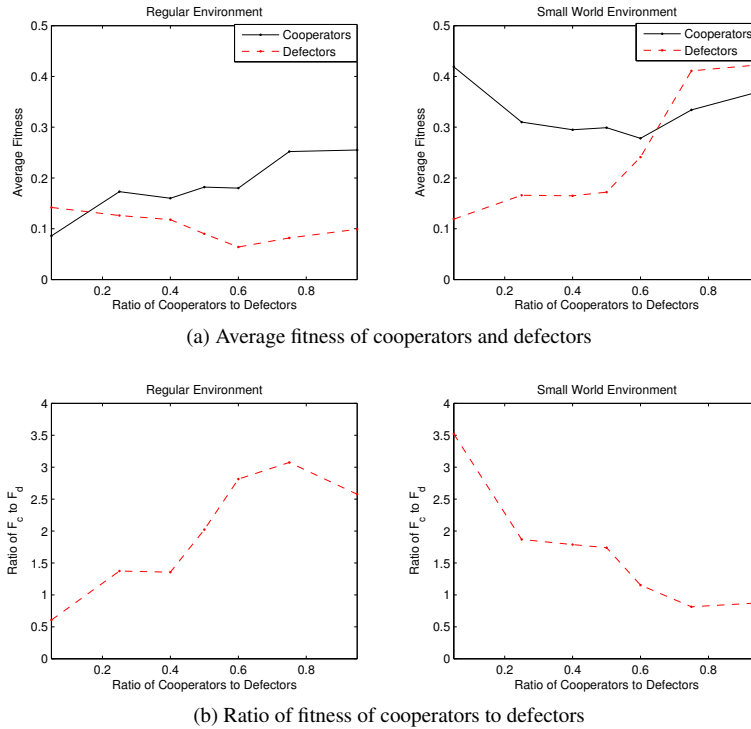 Regular Environment
0.5
0.4
0.3
0.2
0.1
0
Average Fitness
Cooperators
Defectors
0.2 0.4 0.6 0.8
Ratio of Cooperators to Defectors
Small World Environment
0.5
0.4
0.3
0.2
0.1
0
Average Fitness
Cooperators
Defectors
0.2 0.4 0.6 0.8
Ratio of Cooperators to Defectors
(a) Average fitness of cooperators and defectors
Regular Environment
4
3.5
3
2.5
2
1.5
1
0.5
0
Ratio of F_c to F_d
0.2 0.4 0.6 0.8
Ratio of Cooperators to Defectors
Small World Environment
4
3.5
3
2.5
2
1.5
1
0.5
0
Ratio of F_c to F_d
0.2 0.4 0.6 0.8
Ratio of Cooperators to Defectors
(b) Ratio of fitness of cooperators to defectors